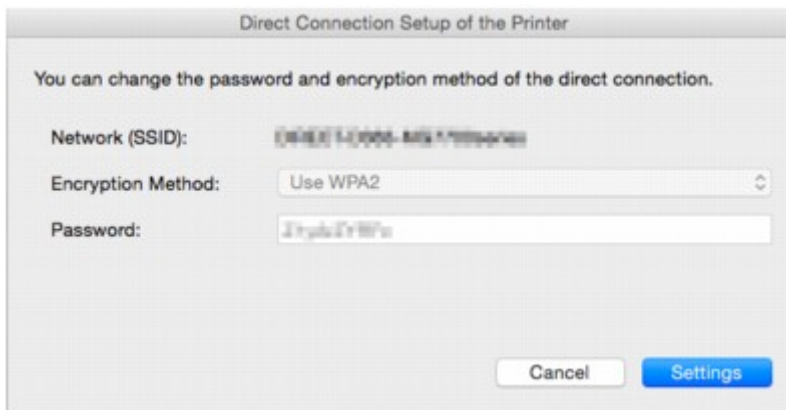 Direct Connection Setup of the Printer
You can change the password and encryption method of the direct connection.
Network (SSID):
Encryption Method: Use WPA2
Password:
Cancel Settings